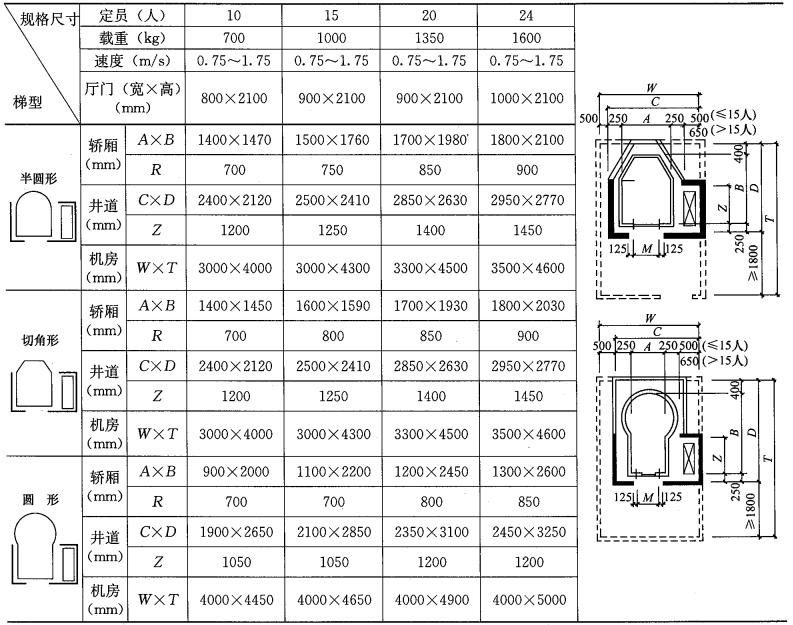 规格尺寸 定员（人） 10 15 20 24
载重（kg） 700 1000 1350 1600
速度（m/s） 0.75～1.75 0.75～1.75 0.75～1.75 0.75～1.75
梯型 厅门（宽×高）（mm） 800×2100 900×2100 900×2100 1000×2100
半圆形 轿厢（mm） A×B 1400×1470 1500×1760 1700×1980 1800×2100
R 700 750 850 900
井道（mm） C×D 2400×2120 2500×2410 2850×2630 2950×2770
Z 1200 1250 1400 1450
机房（mm） W×T 3000×4000 3000×4300 3300×4500 3500×4600
切角形 轿厢（mm） A×B 1400×1450 1600×1590 1700×1930 1800×2030
R 700 800 850 900
井道（mm） C×D 2400×2120 2500×2410 2850×2630 2950×2770
Z 1200 1250 1400 1450
机房（mm） W×T 3000×4000 3000×4300 3300×4500 3500×4600
圆形 轿厢（mm） A×B 900×2000 1100×2200 1200×2450 1300×2600
R 700 700 800 850
井道（mm） C×D 1900×2650 2100×2850 2350×3100 2450×3250
Z 1050 1050 1200 1200
机房（mm） W×T 4000×4450 4000×4650 4000×4900 4000×5000
W
C
500 250 A 250 500（≤15人）
650（>15人）
400
Z B D T
125 M 125 250
≥1800
W
C
500 250 A 250 500（≤15人）
650（>15人）
400
Z B D T
125 M 125 250
≥1800